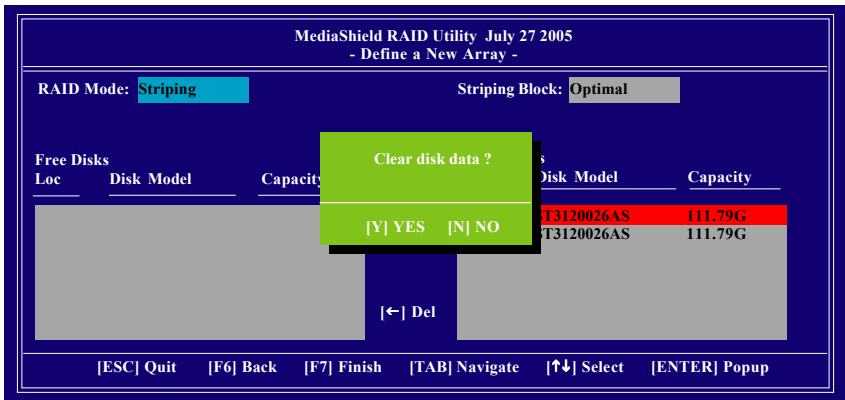 MediaShield RAID Utility July 27 2005
- Define a New Array -
RAID Mode: Striping
Striping Block: Optimal
Free Disks
Loc Disk Model Capacity
Disk Model Capacity
ST3120026AS 111.79G
ST3120026AS 111.79G
Clear disk data ?
[Y] YES [N] NO
[←] Del
[ESC] Quit [F6] Back [F7] Finish [TAB] Navigate [↑↓] Select [ENTER] Popup